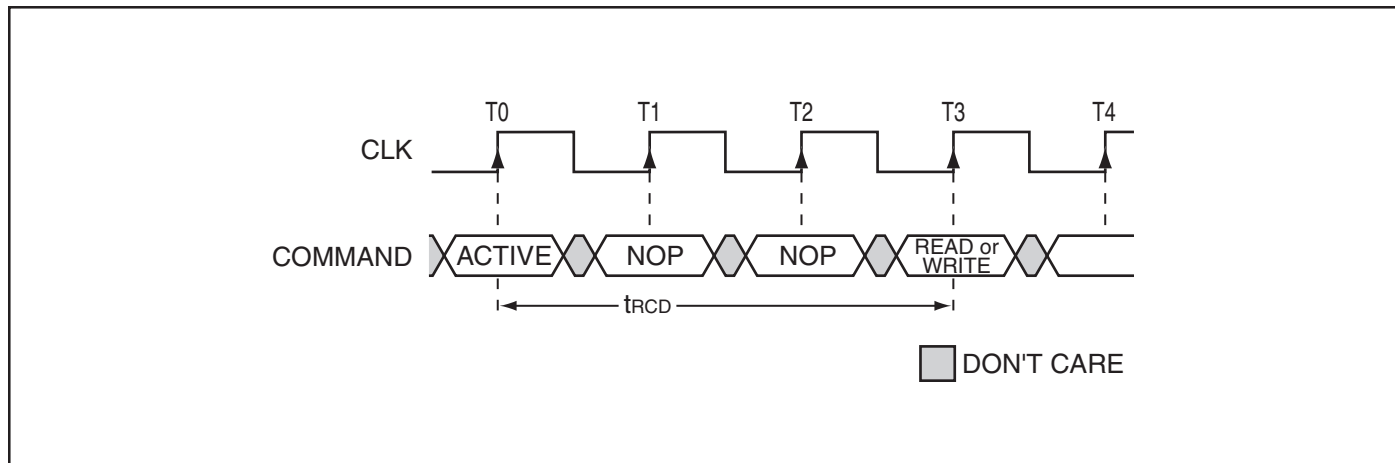 T0 T1 T2 T3 T4
CLK
COMMAND ACTIVE NOP NOP READ or
WRITE
tRCD
DON'T CARE